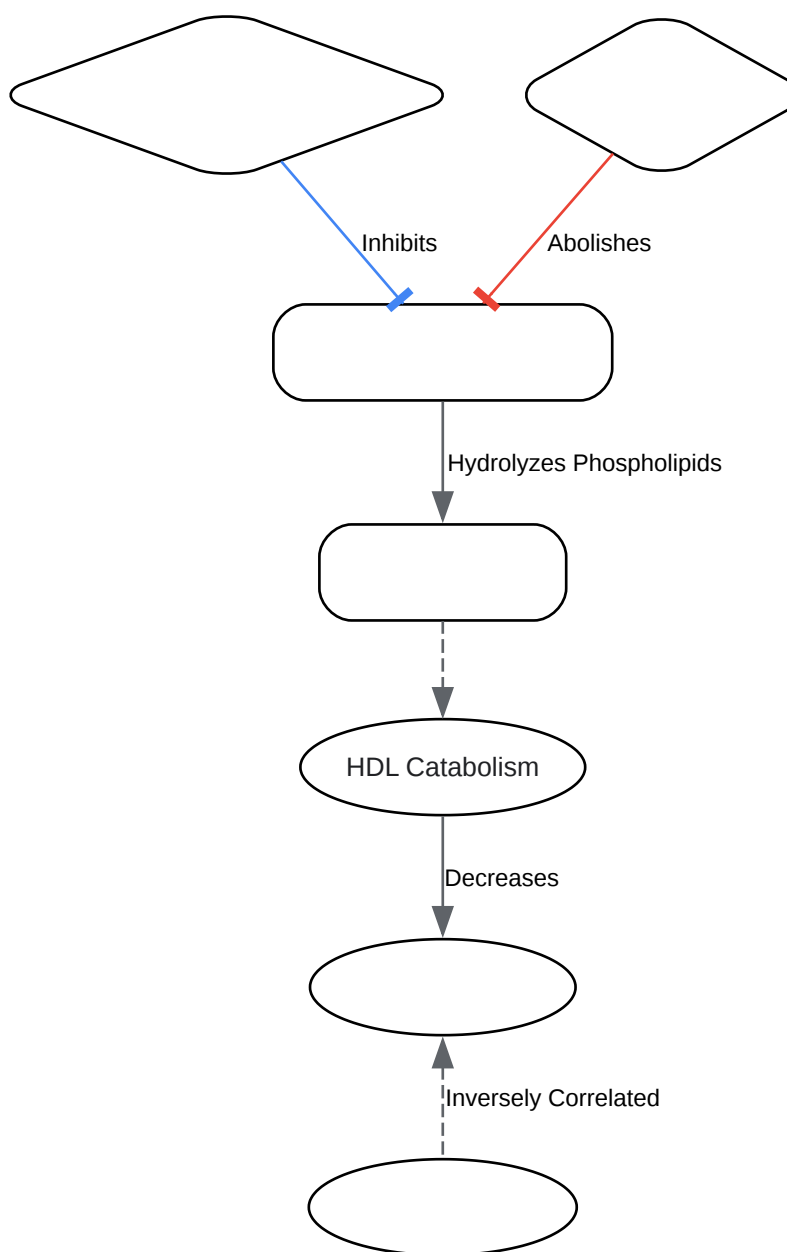 Inhibits
Abolishes
Hydrolyzes Phospholipids
HDL Catabolism
Decreases
Inversely Correlated